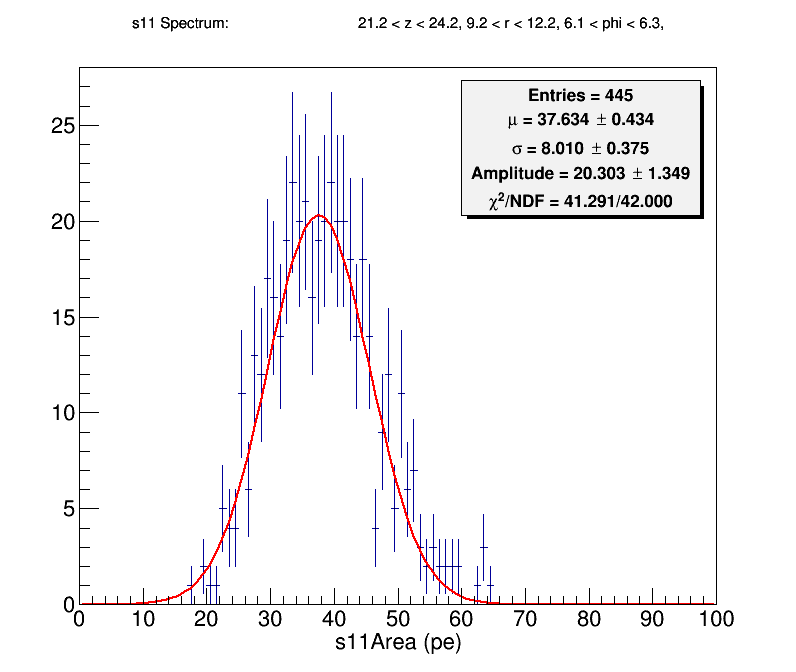 s11 Spectrum: 21.2 < z < 24.2, 9.2 < r < 12.2, 6.1 < phi < 6.3,
Entries = 445
μ = 37.634 ± 0.434
σ = 8.010 ± 0.375
Amplitude = 20.303 ± 1.349
χ²/NDF = 41.291/42.000
25
20
15
10
5
0
0 10 20 30 40 50 60 70 80 90 100
s11Area (pe)